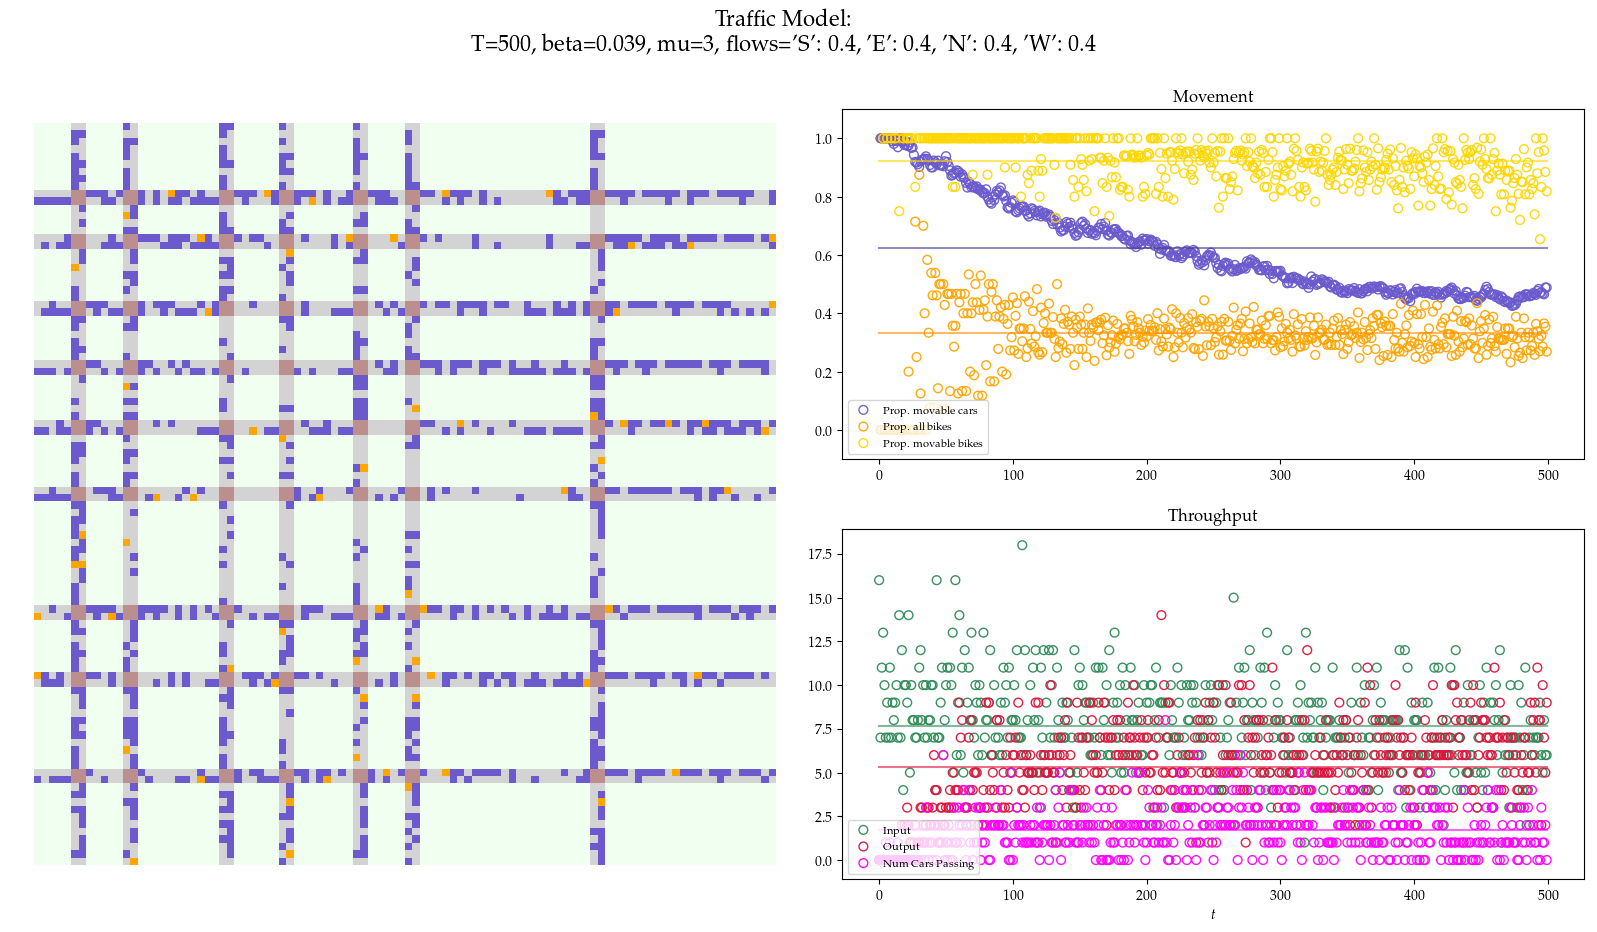 Traffic Model:
T=500, beta=0.039, mu=3, flows='S': 0.4, 'E': 0.4, 'N': 0.4, 'W': 0.4
Movement
1.0
0.8
0.6
0.4
0.2
0.0
Prop. movable cars
Prop. all bikes
Prop. movable bikes
0 100 200 300 400 500
Throughput
17.5
15.0
12.5
10.0
7.5
5.0
2.5
0.0
Input
Output
Num Cars Passing
0 100 200 300 400 500
t